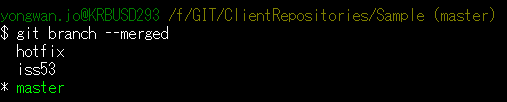 yongwan.jo@KRBUSD293 /f/GIT/ClientRepositories/Sample (master)
$ git branch --merged
  hotfix
  iss53
* master